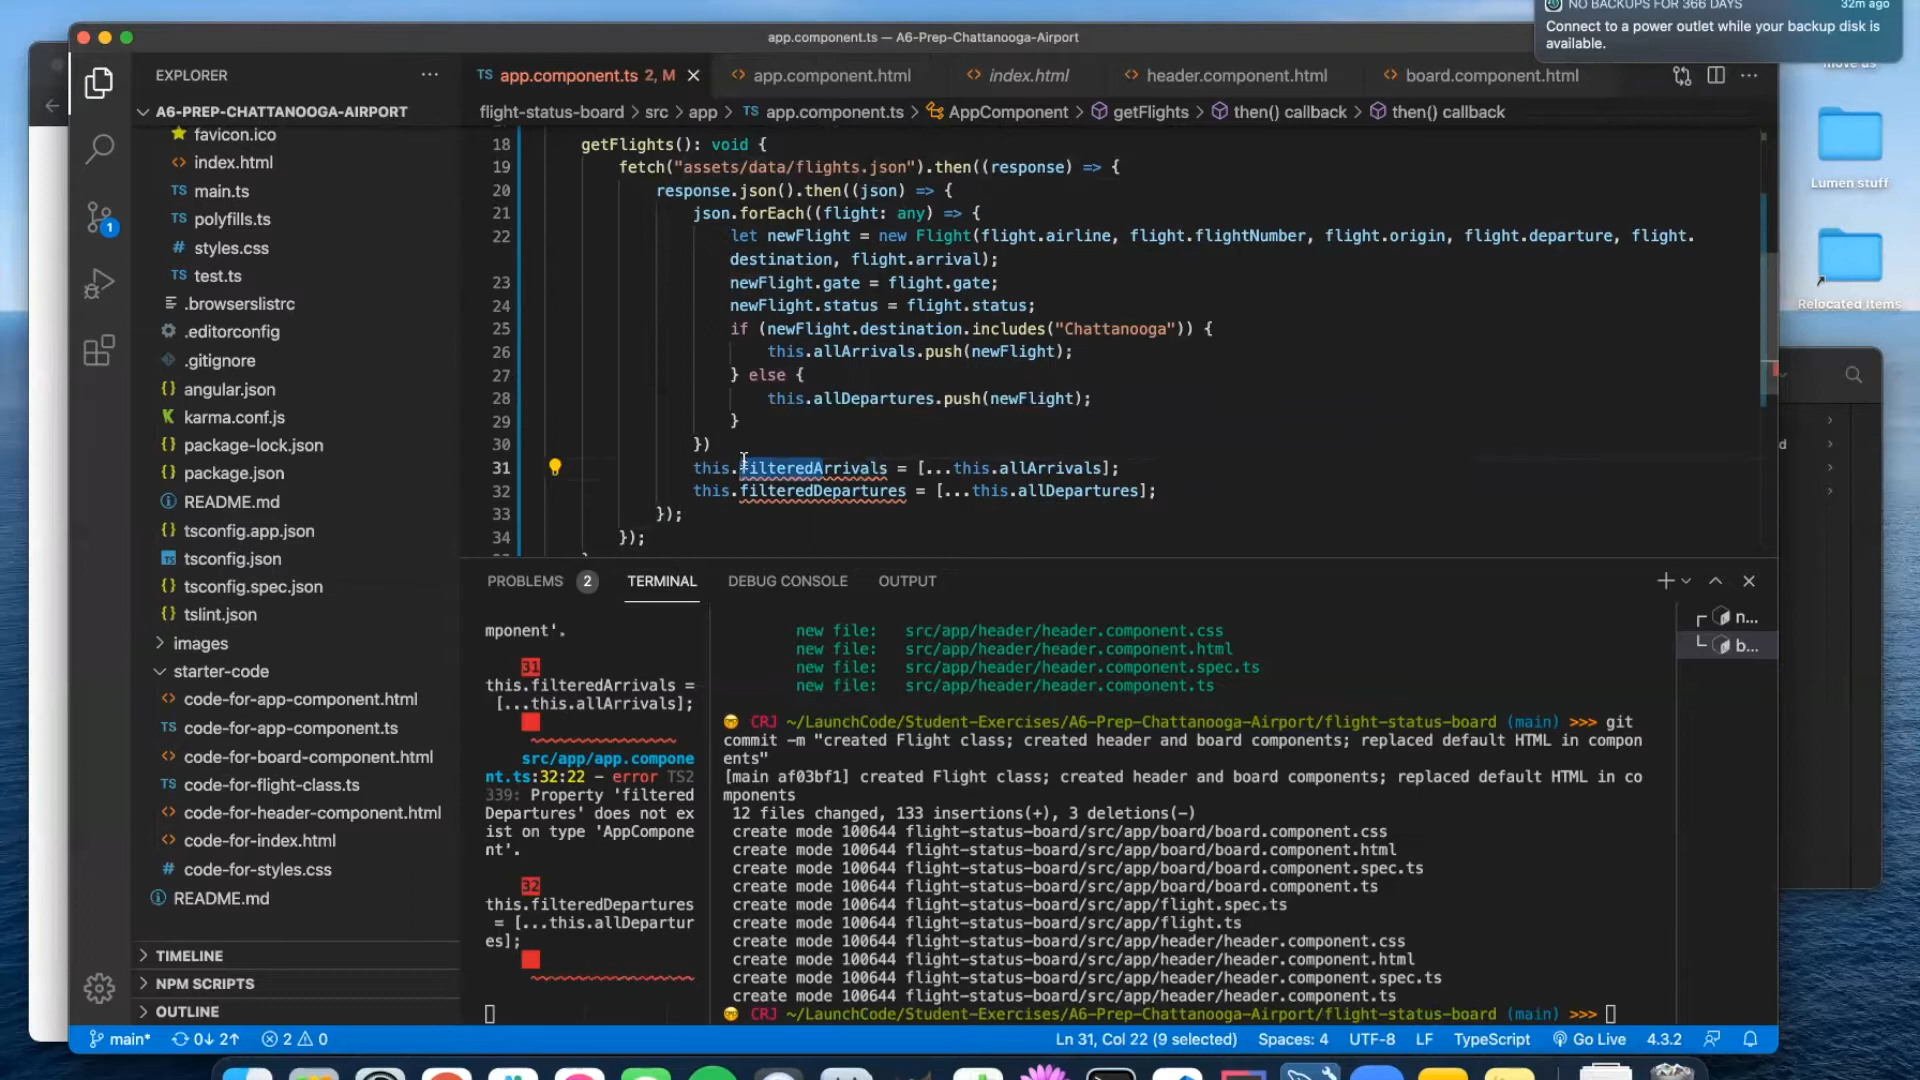 NO BACKUPS FOR 366 DAYS
32m ago
Connect to a power outlet while your backup disk is
available.
app.component.ts — A6-Prep-Chattanooga-Airport
EXPLORER
TS app.component.ts 2, M
<> app.component.html
<> index.html
<> header.component.html
<> board.component.html
A6-PREP-CHATTANOOGA-AIRPORT
flight-status-board > src > app > TS app.component.ts > AppComponent > getFlights > then() callback > then() callback
favicon.ico
<> index.html
TS main.ts
TS polyfills.ts
# styles.css
TS test.ts
.browserslistrc
.editorconfig
.gitignore
{} angular.json
K karma.conf.js
{} package-lock.json
{} package.json
README.md
{} tsconfig.app.json
TS tsconfig.json
{} tsconfig.spec.json
{} tslint.json
images
starter-code
<> code-for-app-component.html
TS code-for-app-component.ts
<> code-for-board-component.html
TS code-for-flight-class.ts
<> code-for-header-component.html
<> code-for-index.html
# code-for-styles.css
README.md
TIMELINE
NPM SCRIPTS
OUTLINE
18 getFlights(): void {
19 fetch("assets/data/flights.json").then((response) => {
20 response.json().then((json) => {
21 json.forEach((flight: any) => {
22 let newFlight = new Flight(flight.airline, flight.flightNumber, flight.origin, flight.departure, flight.
destination, flight.arrival);
23 newFlight.gate = flight.gate;
24 newFlight.status = flight.status;
25 if (newFlight.destination.includes("Chattanooga")) {
26 this.allArrivals.push(newFlight);
27 } else {
28 this.allDepartures.push(newFlight);
29 }
30 })
31 this.filteredArrivals = [...this.allArrivals];
32 this.filteredDepartures = [...this.allDepartures];
33 });
34 });
PROBLEMS 2 TERMINAL DEBUG CONSOLE OUTPUT
mponent'.
31
this.filteredArrivals =
[...this.allArrivals];
src/app/app.compone
nt.ts:32:22 - error TS2
339: Property 'filtered
Departures' does not ex
ist on type 'AppCompone
nt'.
32
this.filteredDepartures
= [...this.allDepartur
es];
new file: src/app/header/header.component.css
new file: src/app/header/header.component.html
new file: src/app/header/header.component.spec.ts
new file: src/app/header/header.component.ts
CRJ ~/LaunchCode/Student-Exercises/A6-Prep-Chattanooga-Airport/flight-status-board (main) >>> git
commit -m "created Flight class; created header and board components; replaced default HTML in compon
ents"
[main af03bf1] created Flight class; created header and board components; replaced default HTML in co
mponents
12 files changed, 133 insertions(+), 3 deletions(-)
create mode 100644 flight-status-board/src/app/board/board.component.css
create mode 100644 flight-status-board/src/app/board/board.component.html
create mode 100644 flight-status-board/src/app/board/board.component.spec.ts
create mode 100644 flight-status-board/src/app/board/board.component.ts
create mode 100644 flight-status-board/src/app/flight.spec.ts
create mode 100644 flight-status-board/src/app/flight.ts
create mode 100644 flight-status-board/src/app/header/header.component.css
create mode 100644 flight-status-board/src/app/header/header.component.html
create mode 100644 flight-status-board/src/app/header/header.component.spec.ts
create mode 100644 flight-status-board/src/app/header/header.component.ts
CRJ ~/LaunchCode/Student-Exercises/A6-Prep-Chattanooga-Airport/flight-status-board (main) >>>
n...
b...
1
main* 0↓ 2↑ 2 0
Ln 31, Col 22 (9 selected) Spaces: 4 UTF-8 LF TypeScript Go Live 4.3.2
Lumen stuff
Relocated items